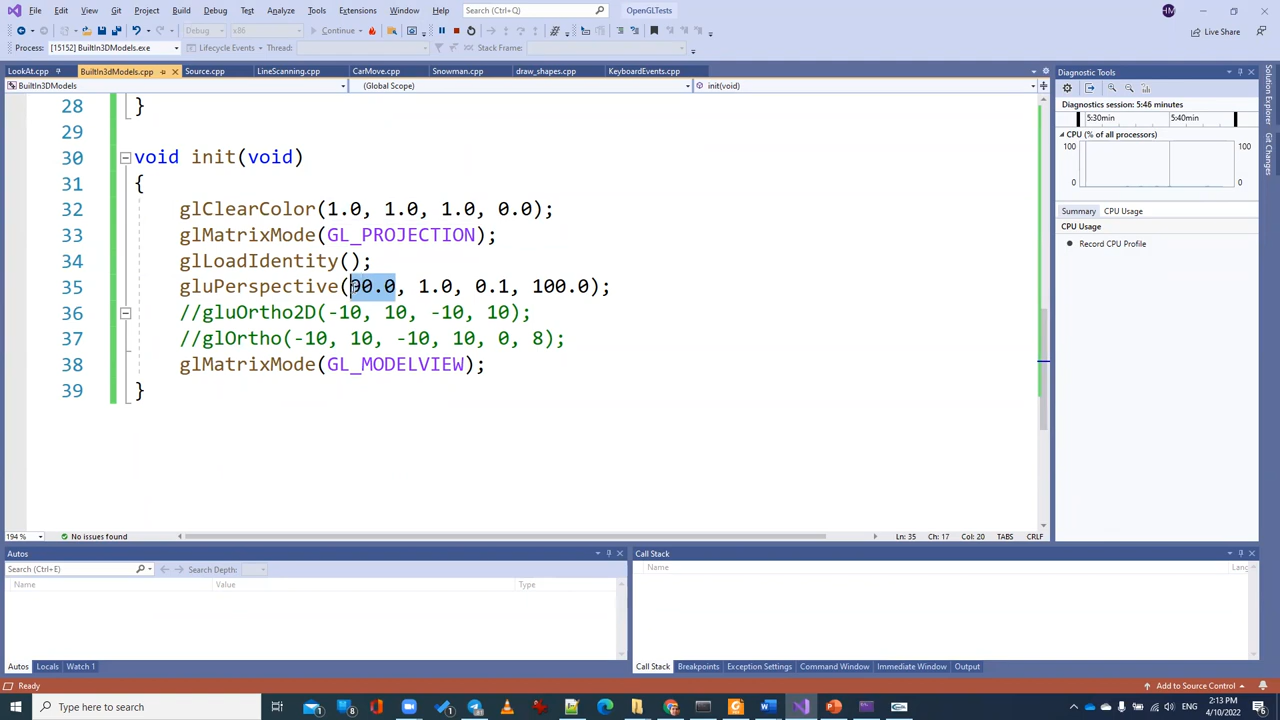 File Edit View Git Project Build Debug Test Analyze Tools Extensions Window Help Search (Ctrl+Q) OpenGLTests HM
Debug x86 Continue Live Share
Process: [15152] BuiltIn3DModels.exe Lifecycle Events Thread: Stack Frame:
LookAt.cpp BuiltIn3dModels.cpp Source.cpp LineScanning.cpp CarMove.cpp Snowman.cpp draw_shapes.cpp KeyboardEvents.cpp
BuiltIn3DModels (Global Scope) init(void)
28 }
29
30 void init(void)
31 {
32 glClearColor(1.0, 1.0, 1.0, 0.0);
33 glMatrixMode(GL_PROJECTION);
34 glLoadIdentity();
35 gluPerspective(90.0, 1.0, 0.1, 100.0);
36 //gluOrtho2D(-10, 10, -10, 10);
37 //glOrtho(-10, 10, -10, 10, 0, 8);
38 glMatrixMode(GL_MODELVIEW);
39 }
194 % No issues found Ln: 35 Ch: 17 Col: 20 TABS CRLF
Diagnostic Tools
Diagnostics session: 5:46 minutes
5:30min 5:40min
CPU (% of all processors)
100 100
0 0
Summary CPU Usage
CPU Usage
Record CPU Profile
Solution Explorer
Git Changes
Autos
Search (Ctrl+E) Search Depth:
Name Value Type
Autos Locals Watch 1
Call Stack
Name Lang
Call Stack Breakpoints Exception Settings Command Window Immediate Window Output
Ready Add to Source Control
Type here to search
ENG 2:13 PM
4/10/2022